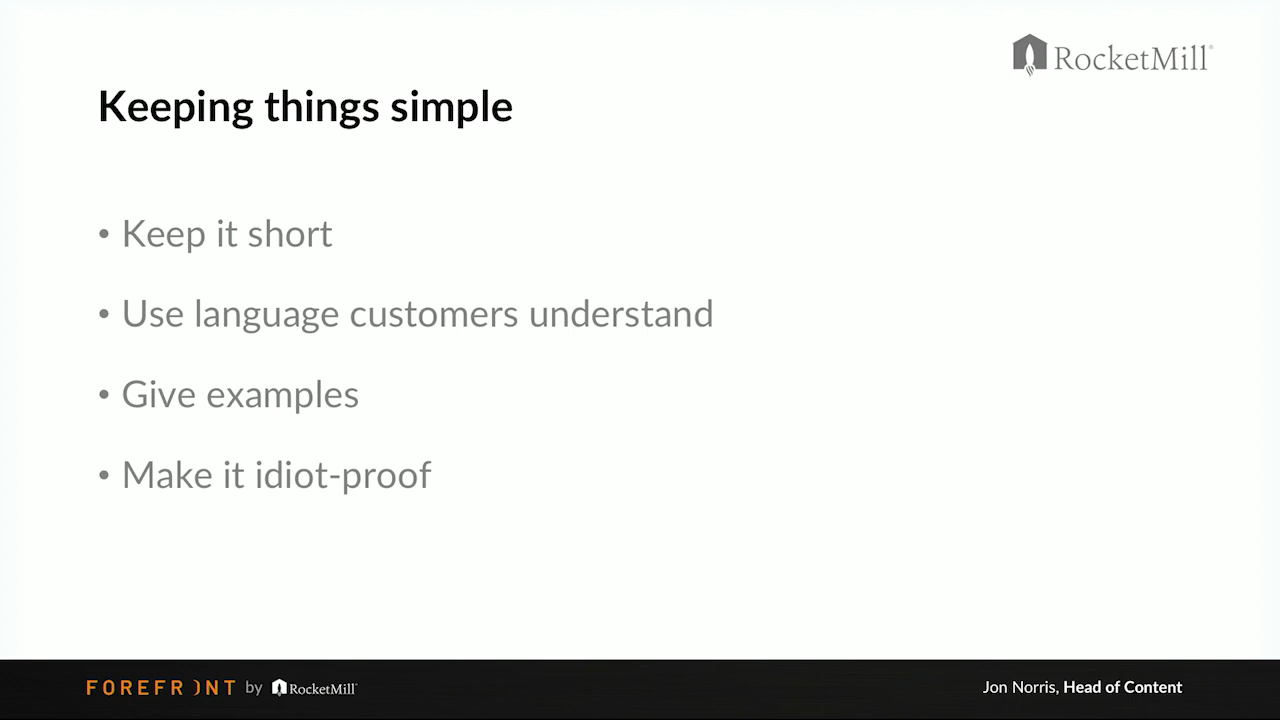 RocketMill
Keeping things simple
• Keep it short
• Use language customers understand
• Give examples
• Make it idiot-proof
FOREFRONT by RocketMill
Jon Norris, Head of Content